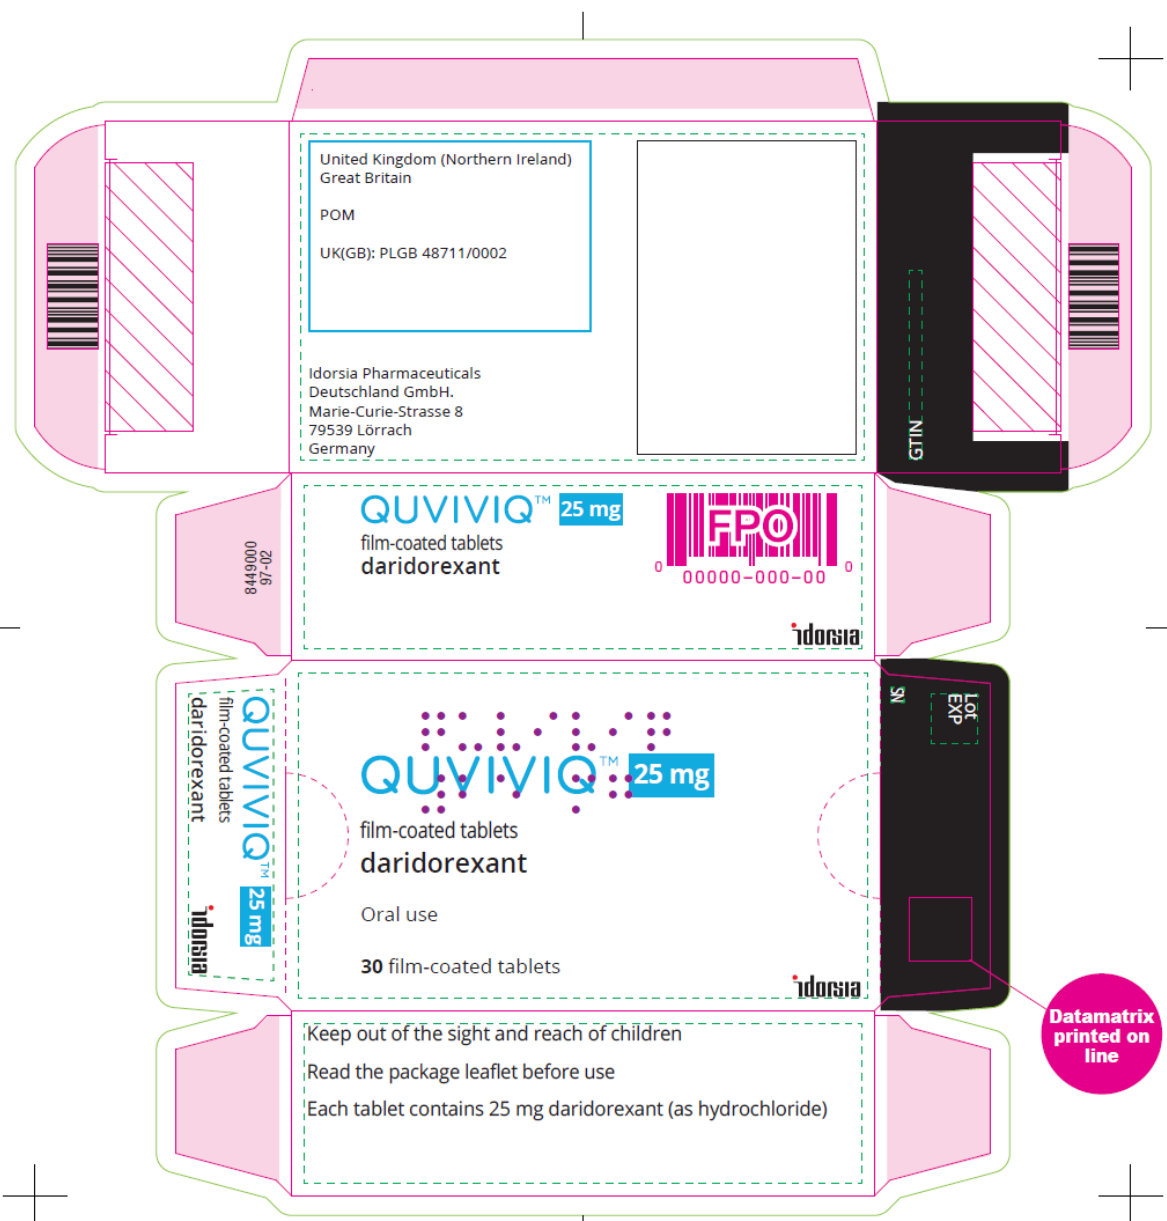 United Kingdom (Northern Ireland)
Great Britain
POM
UK(GB): PLGB 48711/0002
Idorsia Pharmaceuticals
Deutschland GmbH.
Marie-Curie-Strasse 8
79539 Lörrach
Germany
GTIN
8449000
97-02
QUVIVIQ™ 25 mg
film-coated tablets
daridorexant
FPO
0 00000-000-00 0
idorsia
QUVIVIQ™ 25 mg
film-coated tablets
daridorexant
idorsia
QUVIVIQ™ 25 mg
film-coated tablets
daridorexant
Oral use
30 film-coated tablets
idorsia
SN
Lot
EXP
Datamatrix
printed on
line
Keep out of the sight and reach of children
Read the package leaflet before use
Each tablet contains 25 mg daridorexant (as hydrochloride)